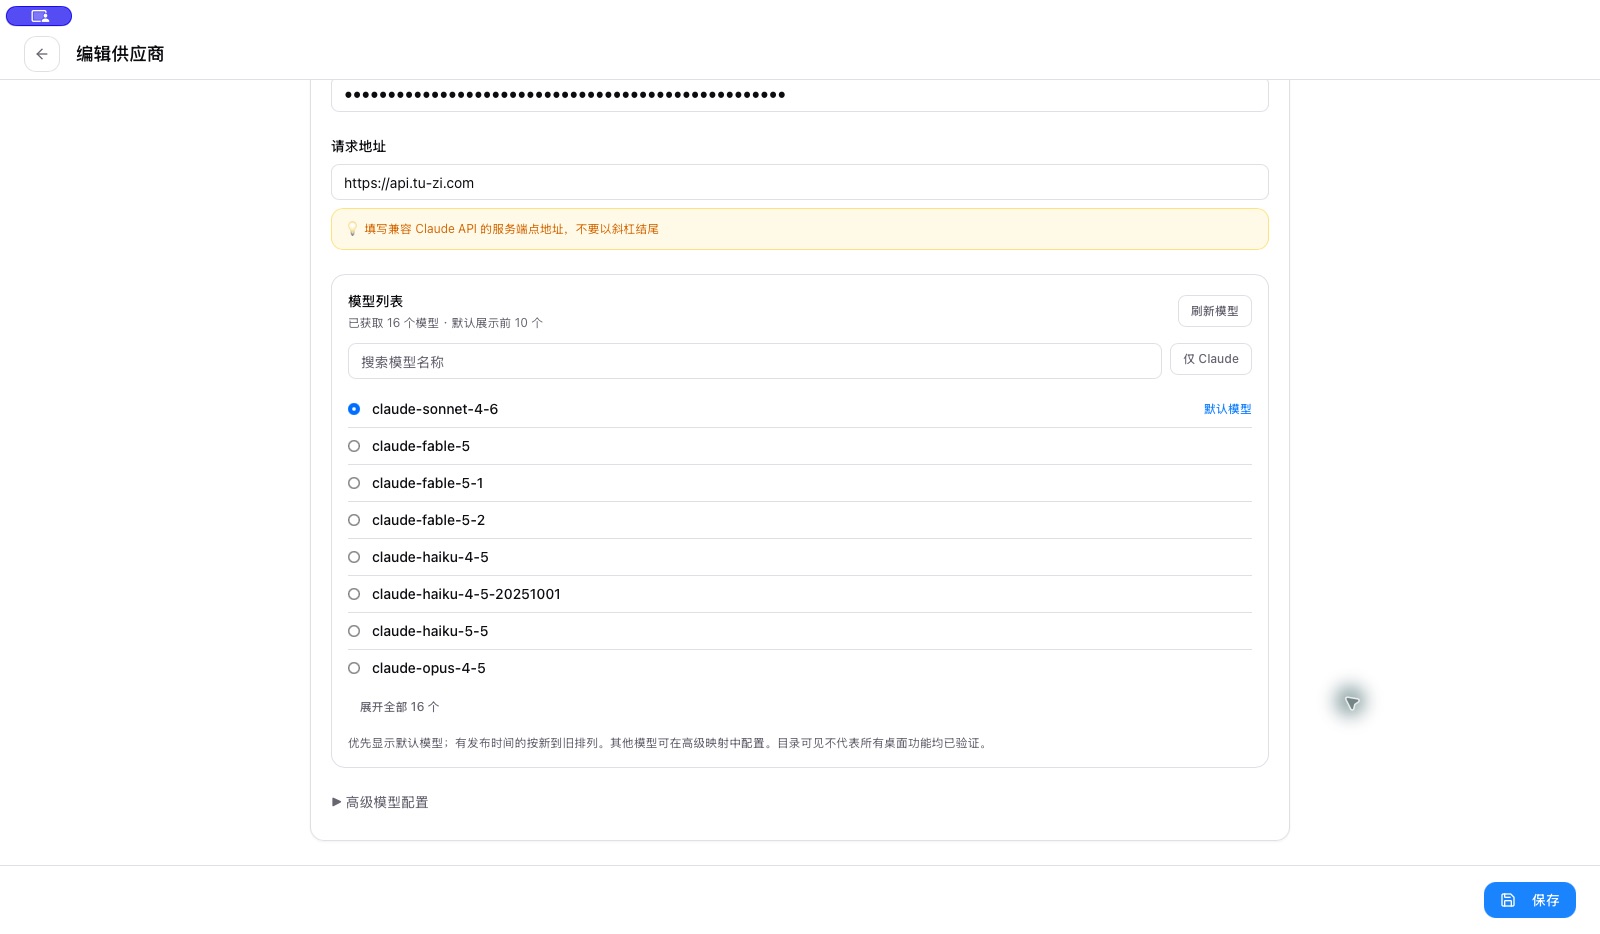 编辑供应商
••••••••••••••••••••••••••••••••••••••••••••••••••••
请求地址
https://api.tu-zi.com
💡 填写兼容 Claude API 的服务端点地址，不要以斜杠结尾
模型列表
已获取 16 个模型 · 默认展示前 10 个
刷新模型
搜索模型名称
仅 Claude
claude-sonnet-4-6
默认模型
claude-fable-5
claude-fable-5-1
claude-fable-5-2
claude-haiku-4-5
claude-haiku-4-5-20251001
claude-haiku-5-5
claude-opus-4-5
展开全部 16 个
优先显示默认模型；有发布时间的按新到旧排列。其他模型可在高级映射中配置。目录可见不代表所有桌面功能均已验证。
▶ 高级模型配置
保存